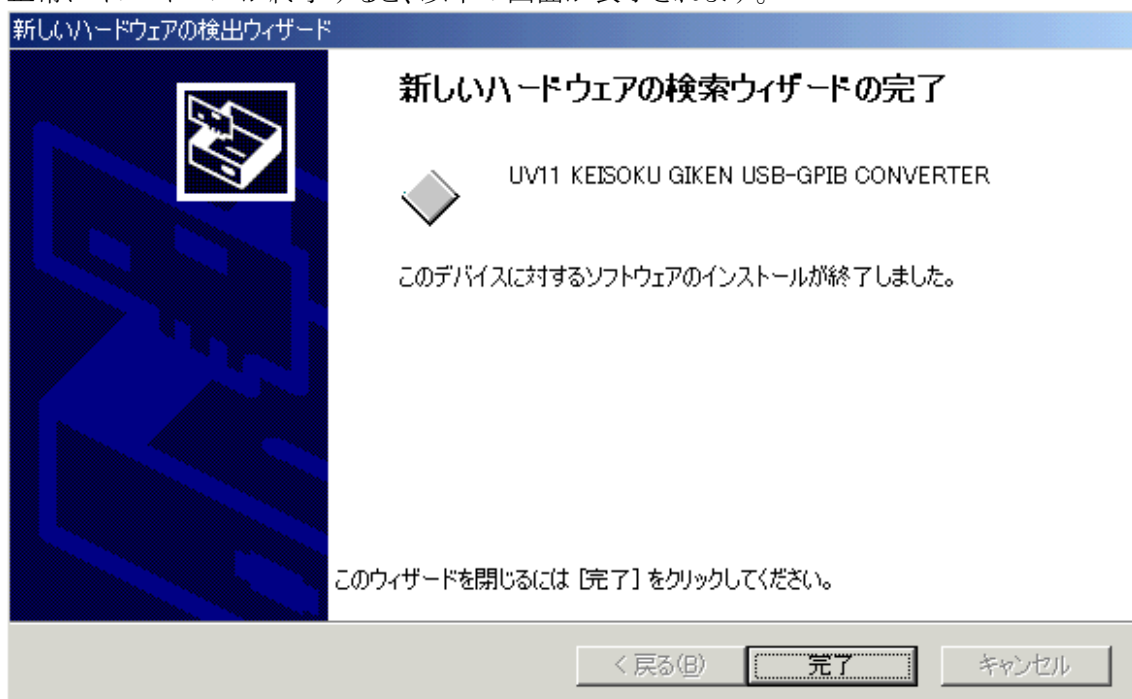 新しいハードウェアの検出ウィザード
新しいハードウェアの検索ウィザードの完了
UV11 KEISOKU GIKEN USB-GPIB CONVERTER
このデバイスに対するソフトウェアのインストールが終了しました。
このウィザードを閉じるには [完了] をクリックしてください。
< 戻る(B) 完了 キャンセル